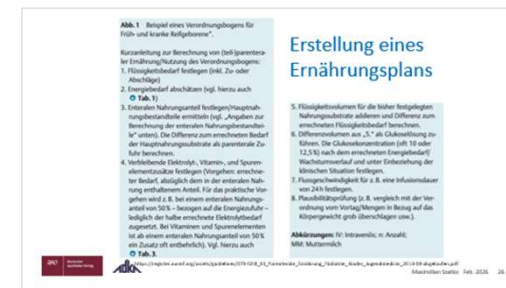 Abb. 1 Beispiel eines Verordnungsbogens für
Früh- und kranke Reifgeborene*.
Kurzanleitung zur Berechnung von (teil-)parentera-
ler Ernährung/Nutzung des Verordnungsbogens:
1. Flüssigkeitsbedarf festlegen (inkl. Zu- oder
Abschläge)
2. Energiebedarf abschätzen (vgl. hierzu auch
Tab. 1)
3. Enteralen Nahrungsanteil festlegen/Hauptnah-
rungsbestandteile ermitteln (vgl. „Angaben zur
Berechnung der enteralen Nahrungsbestandtei-
le“ unten). Die Differenz zum errechneten Bedarf
der Hauptnahrungssubstrate als parenterale Zu-
fuhr berechnen.
4. Verbleibende Elektrolyt-, Vitamin-, und Spuren-
elementzusätze festlegen (Vorgehen: errechne-
ter Bedarf, abzüglich dem in der enteralen Nah-
rung enthaltenem Anteil. Für das praktische Vor-
gehen wird z. B. bei einem enteralen Nahrungs-
anteil von 50 % – bezogen auf die Energiezufuhr –
lediglich der halbe errechnete Elektrolytbedarf
zugesetzt. Bei Vitaminen und Spurenelementen
ist ab einem enteralen Nahrungsanteil von 50 %
ein Zusatz oft entbehrlich). Vgl. hierzu auch
Tab. 3.
Erstellung eines
Ernährungsplans
5. Flüssigkeitsvolumen für die bisher festgelegten
Nahrungssubstrate addieren und Differenz zum
errechneten Flüssigkeitsbedarf berechnen.
6. Differenzvolumen aus „5.“ als Glukoselösung zu-
führen. Die Glukosekonzentration (oft 10 oder
12,5 %) nach dem errechneten Energiebedarf/
Wachstumsverlauf und unter Einbeziehung der
klinischen Situation festlegen.
7. Flussgeschwindigkeit für z. B. eine Infusionsdauer
von 24 h festlegen.
8. Plausibilitätsprüfung (z. B. vergleich mit der Ver-
ordnung vom Vortag/Mengen in Bezug auf das
Körpergewicht grob überschlagen usw.).
Abkürzungen: IV: Intravenös; n: Anzahl;
MM: Muttermilch
Deutscher
Apotheker Verlag
ADKA
Maximilian Feb. 2026 26